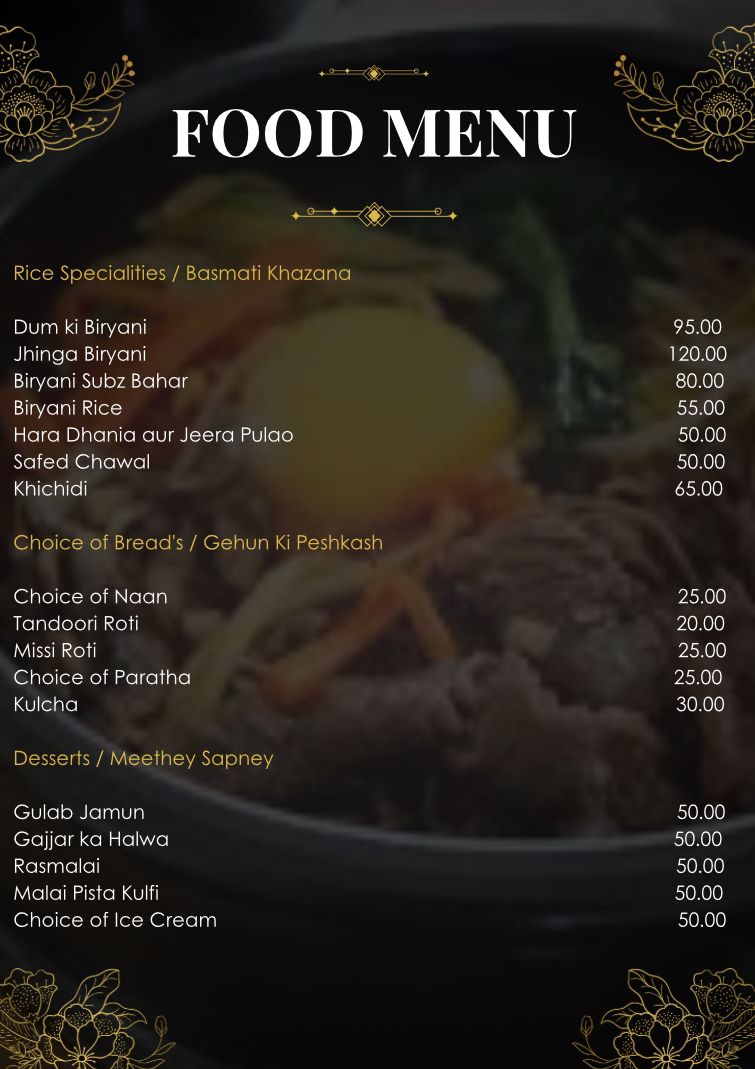 FOOD MENU
Rice Specialities / Basmati Khazana
Dum ki Biryani 95.00
Jhinga Biryani 120.00
Biryani Subz Bahar 80.00
Biryani Rice 55.00
Hara Dhania aur Jeera Pulao 50.00
Safed Chawal 50.00
Khichidi 65.00
Choice of Bread's / Gehun Ki Peshkash
Choice of Naan 25.00
Tandoori Roti 20.00
Missi Roti 25.00
Choice of Paratha 25.00
Kulcha 30.00
Desserts / Meethey Sapney
Gulab Jamun 50.00
Gajjar ka Halwa 50.00
Rasmalai 50.00
Malai Pista Kulfi 50.00
Choice of Ice Cream 50.00